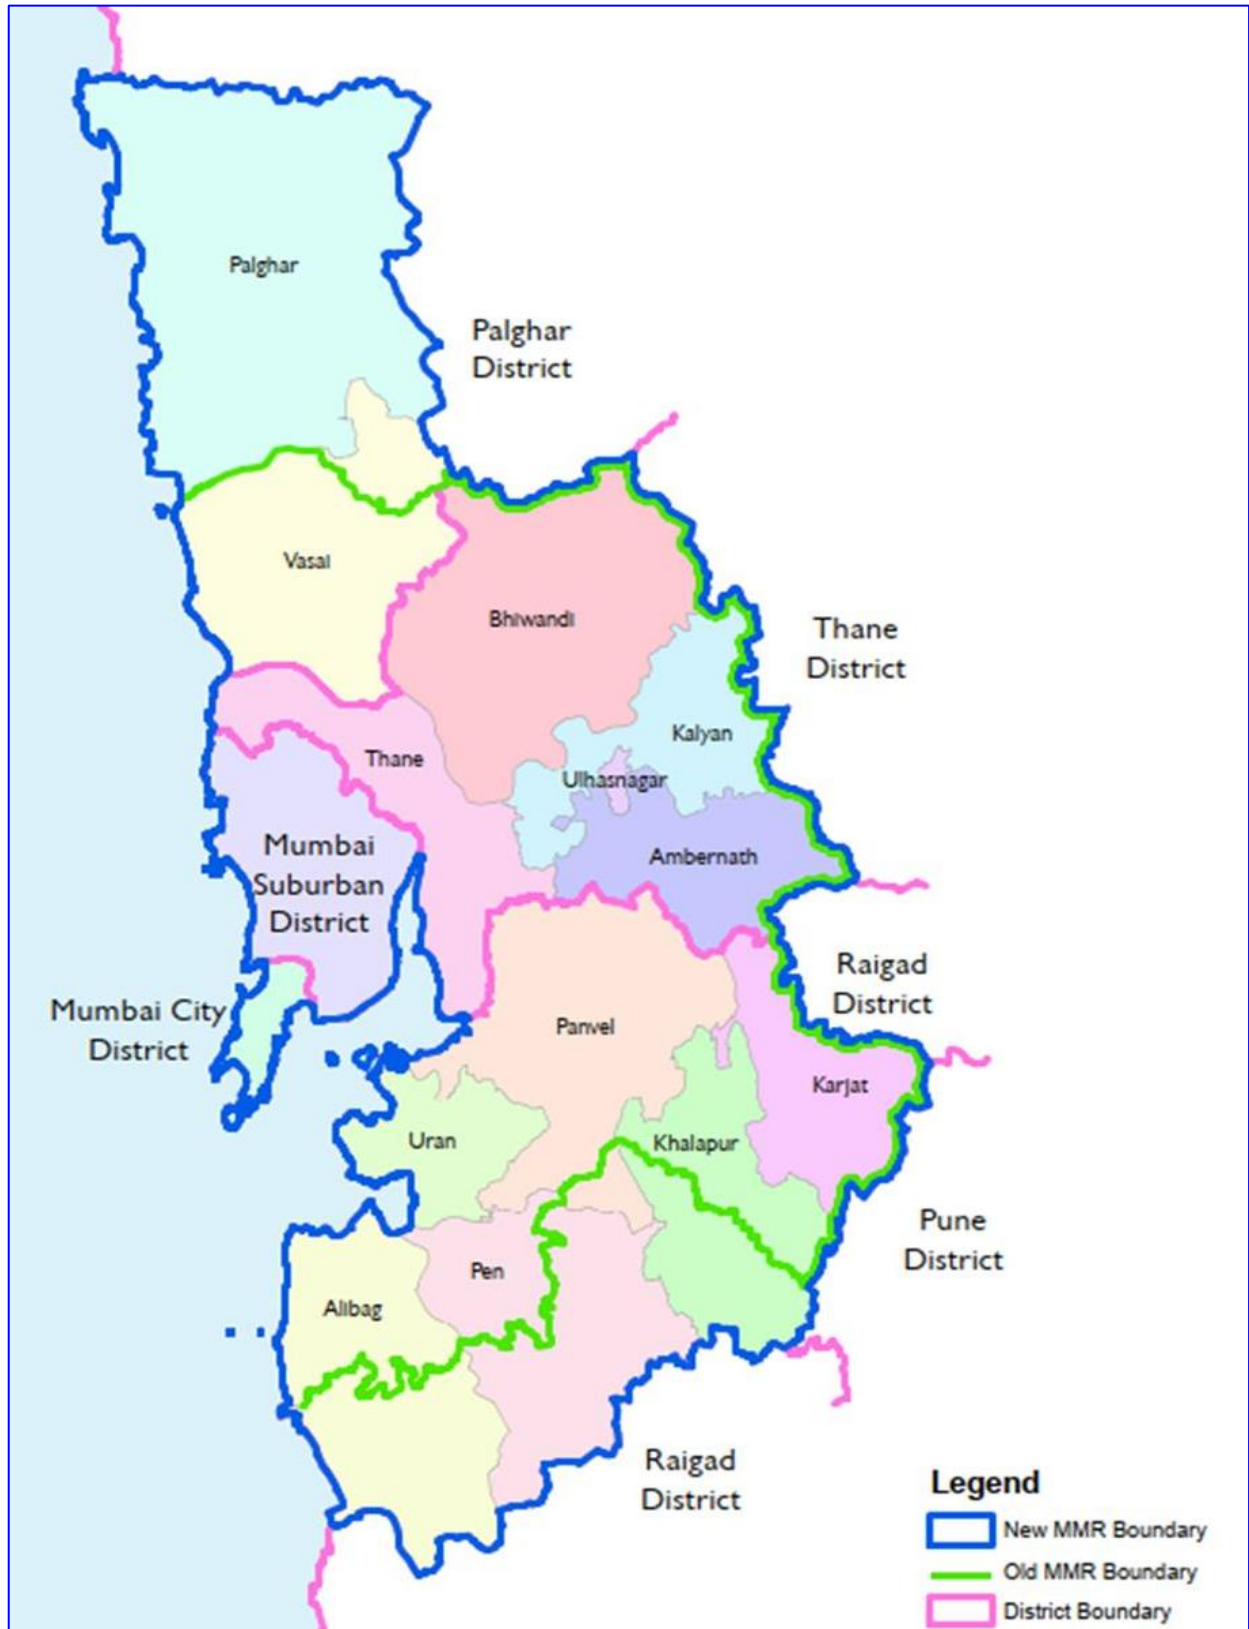 Palghar
Palghar
District
Vasai
Bhiwandi
Thane
District
Kalyan
Thane
Ulhasnagar
Mumbai
Suburban
District
Ambernath
Raigad
District
Mumbai City
District
Panvel
Karjat
Uran
Khalapur
Pune
District
Pen
Alibag
Raigad
District
Legend
New MMR Boundary
Old MMR Boundary
District Boundary